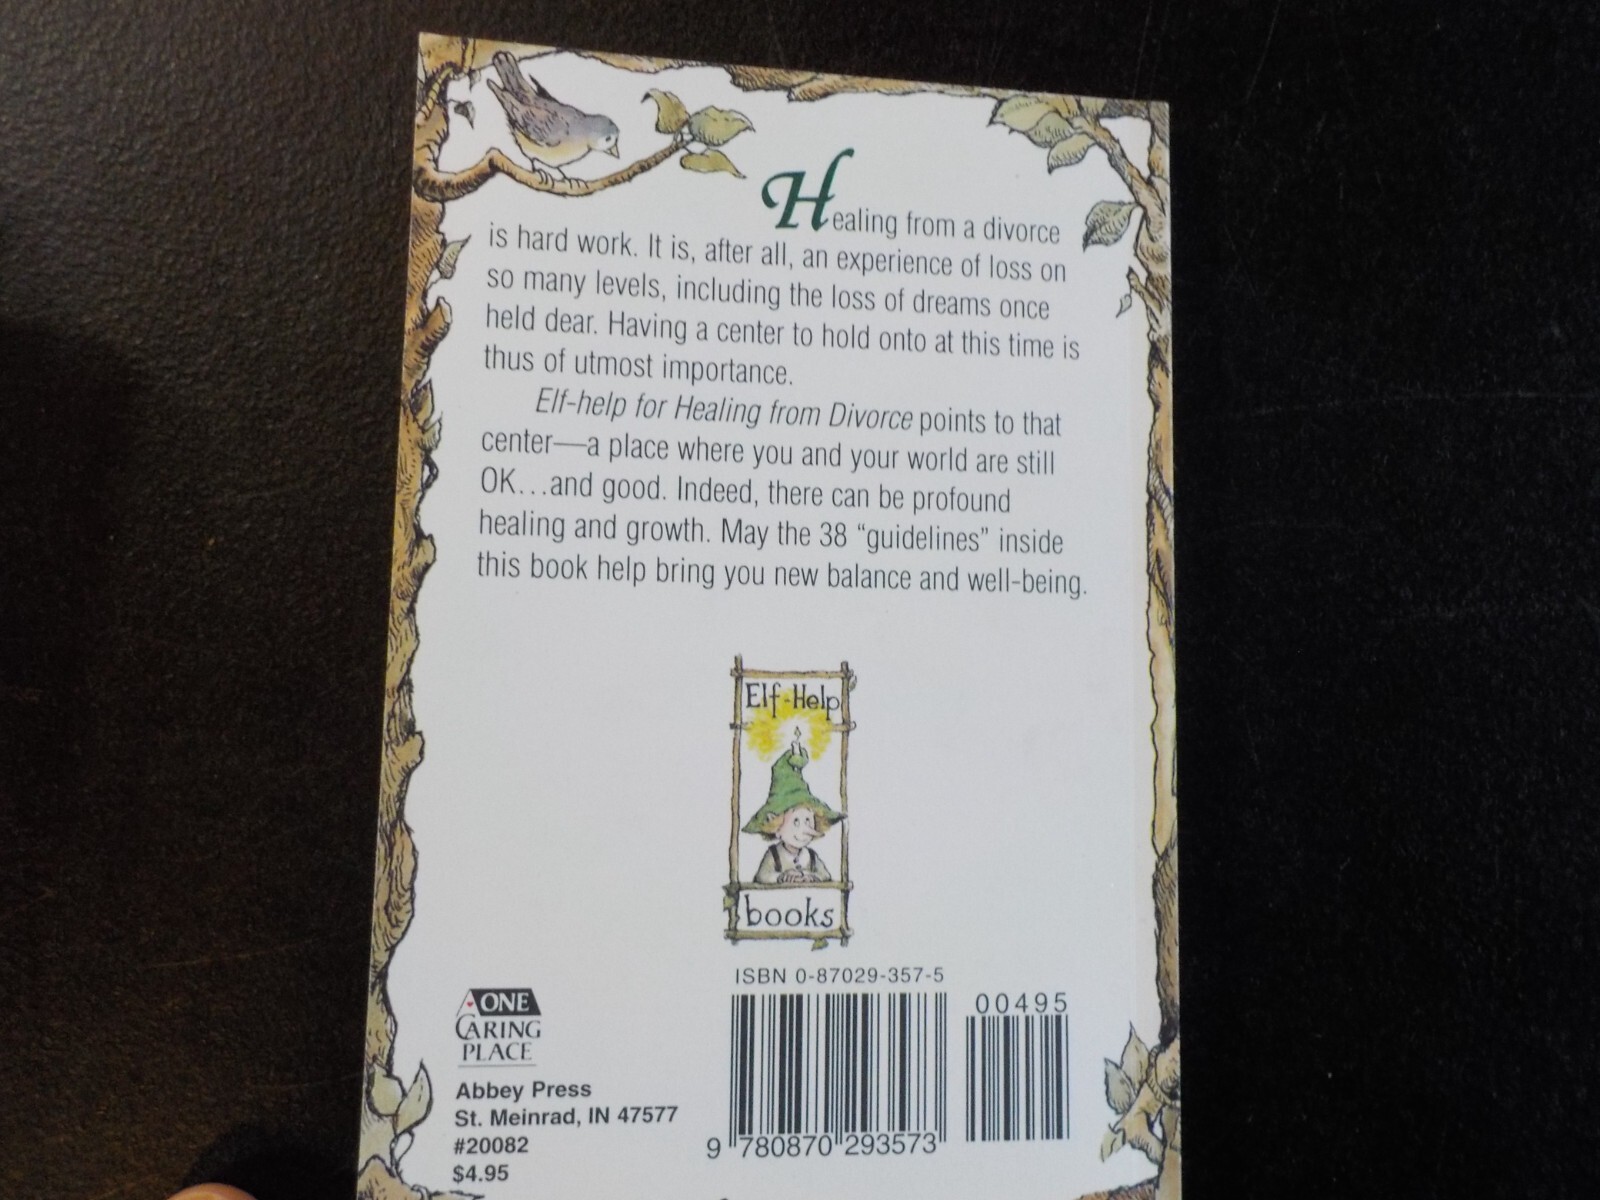 Healing from a divorce
is hard work. It is, after all, an experience of loss on
so many levels, including the loss of dreams once
held dear. Having a center to hold onto at this time is
thus of utmost importance.
Elf-help for Healing from Divorce points to that
center—a place where you and your world are still
OK...and good. Indeed, there can be profound
healing and growth. May the 38 “guidelines” inside
this book help bring you new balance and well-being.
Elf-Help
books
ISBN 0-87029-357-5
00495
9 780870 293573
ONE
CARING
PLACE
Abbey Press
St. Meinrad, IN 47577
#20082
$4.95